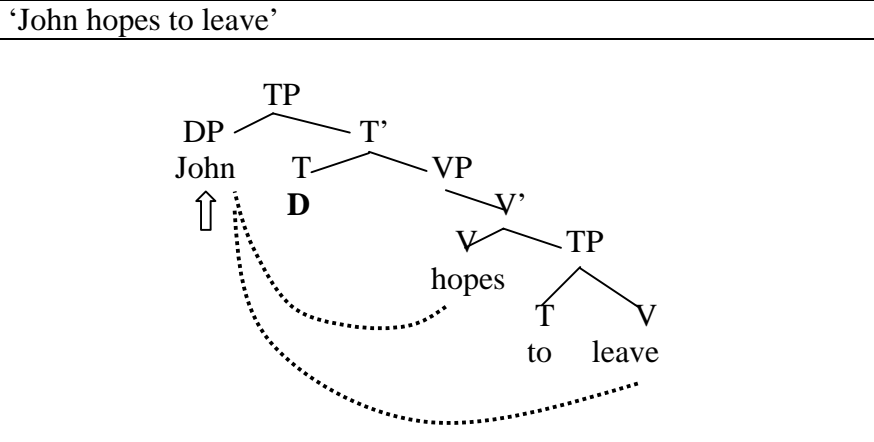 ‘John hopes to leave’
TP
DP T’
John T VP
D V’
V TP
hopes
T V
to leave